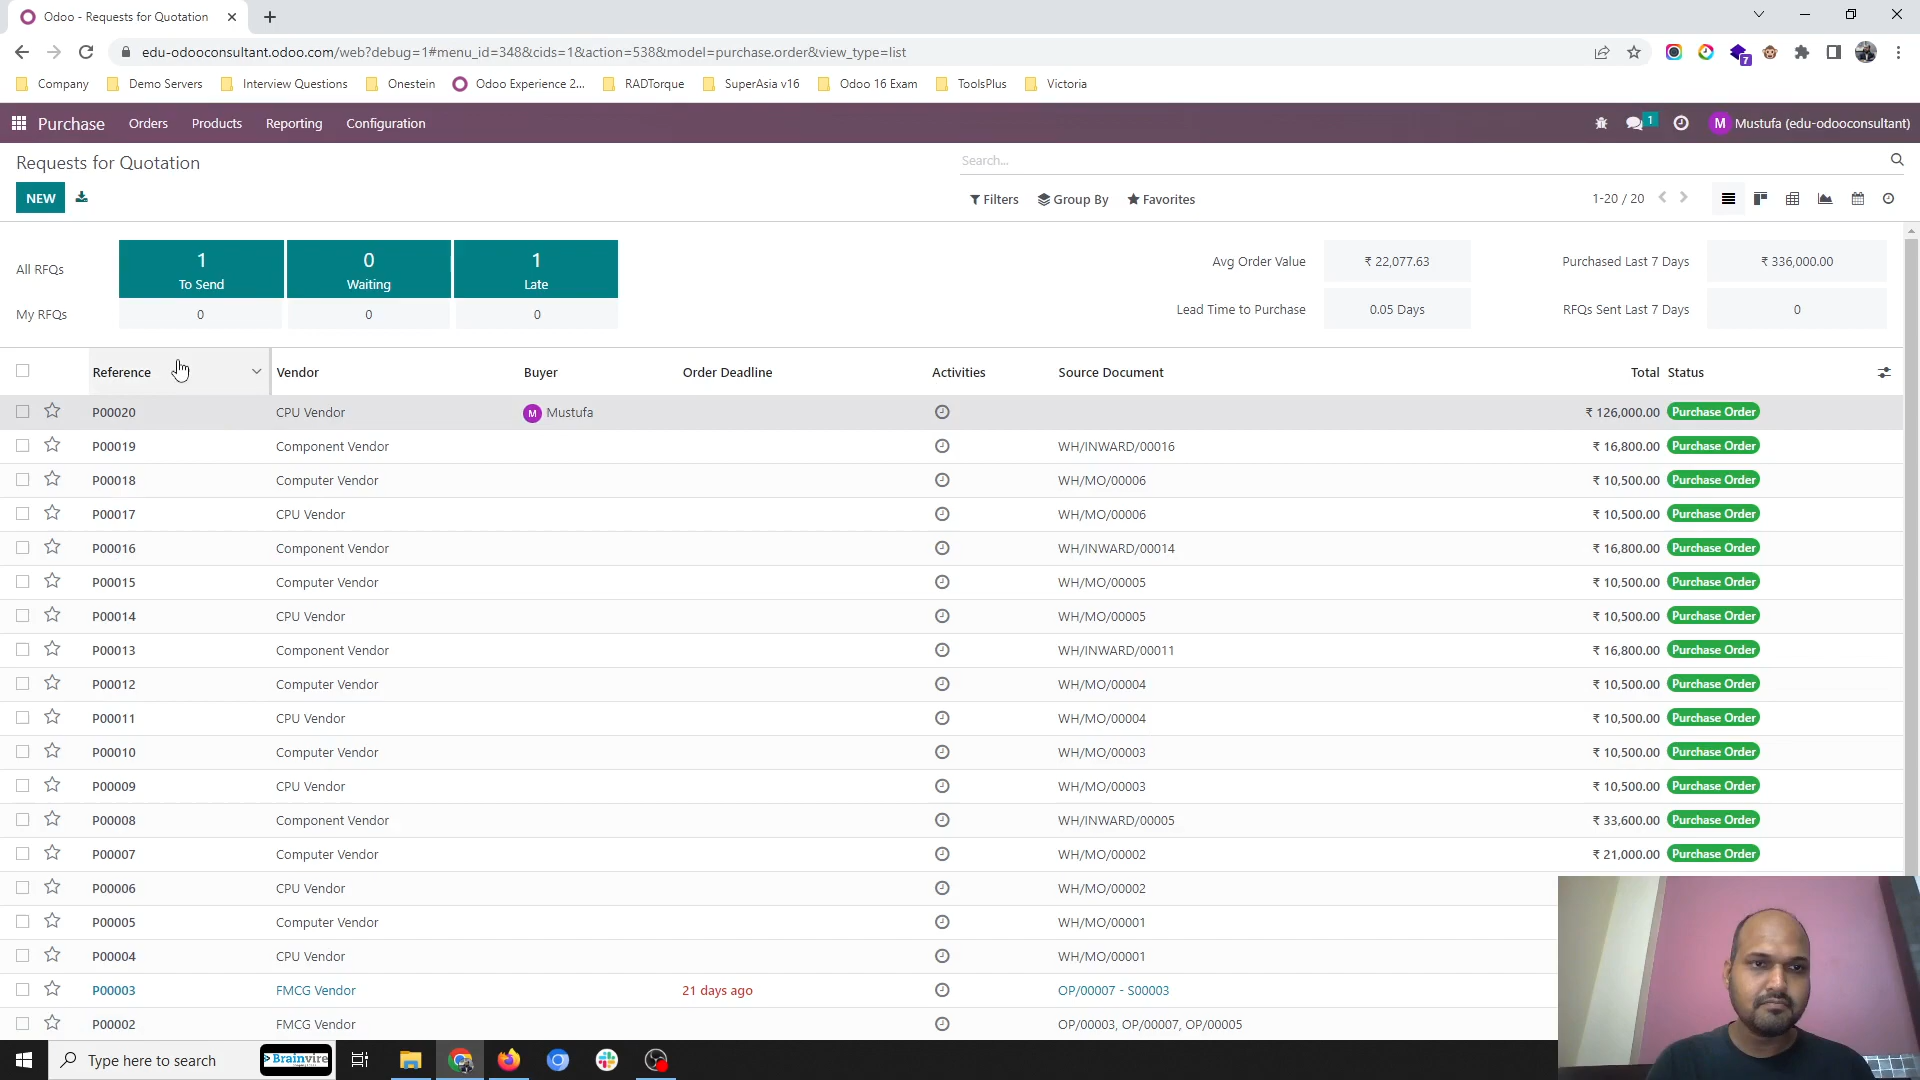 Odoo - Requests for Quotation
edu-odooconsultant.odoo.com/web?debug=1#menu_id=348&cids=1&action=538&model=purchase.order&view_type=list
7
Company Demo Servers Interview Questions Onestein Odoo Experience 2... RADTorque SuperAsia v16 Odoo 16 Exam ToolsPlus Victoria
Purchase Orders Products Reporting Configuration 1 M Mustufa (edu-odooconsultant)
Requests for Quotation Search...
NEW Filters Group By Favorites 1-20 / 20
All RFQs 1 To Send 0 Waiting 1 Late Avg Order Value ₹ 22,077.63 Purchased Last 7 Days ₹ 336,000.00
My RFQs 0 0 0 Lead Time to Purchase 0.05 Days RFQs Sent Last 7 Days 0
Reference Vendor Buyer Order Deadline Activities Source Document Total Status
P00020 CPU Vendor M Mustufa ₹ 126,000.00 Purchase Order
P00019 Component Vendor WH/INWARD/00016 ₹ 16,800.00 Purchase Order
P00018 Computer Vendor WH/MO/00006 ₹ 10,500.00 Purchase Order
P00017 CPU Vendor WH/MO/00006 ₹ 10,500.00 Purchase Order
P00016 Component Vendor WH/INWARD/00014 ₹ 16,800.00 Purchase Order
P00015 Computer Vendor WH/MO/00005 ₹ 10,500.00 Purchase Order
P00014 CPU Vendor WH/MO/00005 ₹ 10,500.00 Purchase Order
P00013 Component Vendor WH/INWARD/00011 ₹ 16,800.00 Purchase Order
P00012 Computer Vendor WH/MO/00004 ₹ 10,500.00 Purchase Order
P00011 CPU Vendor WH/MO/00004 ₹ 10,500.00 Purchase Order
P00010 Computer Vendor WH/MO/00003 ₹ 10,500.00 Purchase Order
P00009 CPU Vendor WH/MO/00003 ₹ 10,500.00 Purchase Order
P00008 Component Vendor WH/INWARD/00005 ₹ 33,600.00 Purchase Order
P00007 Computer Vendor WH/MO/00002 ₹ 21,000.00 Purchase Order
P00006 CPU Vendor WH/MO/00002
P00005 Computer Vendor WH/MO/00001
P00004 CPU Vendor WH/MO/00001
P00003 FMCG Vendor 21 days ago OP/00007 - S00003
P00002 FMCG Vendor OP/00003, OP/00007, OP/00005
Type here to search Brainvire